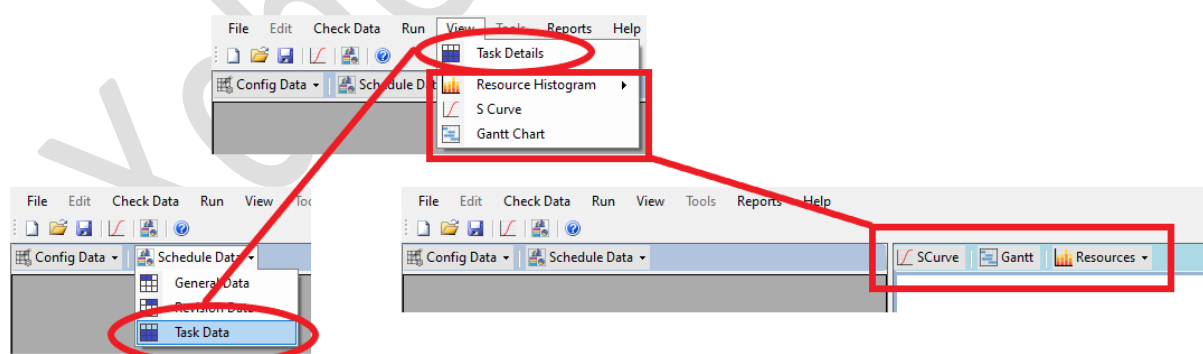 File Edit Check Data Run View Tools Reports Help
Task Details
Config Data Schedule Dat
Resource Histogram
S Curve
Gantt Chart
File Edit Check Data Run View Too
Config Data Schedule Data
General Data
Revision Data
Task Data
File Edit Check Data Run View Tools Reports Help
Config Data Schedule Data
SCurve Gantt Resources